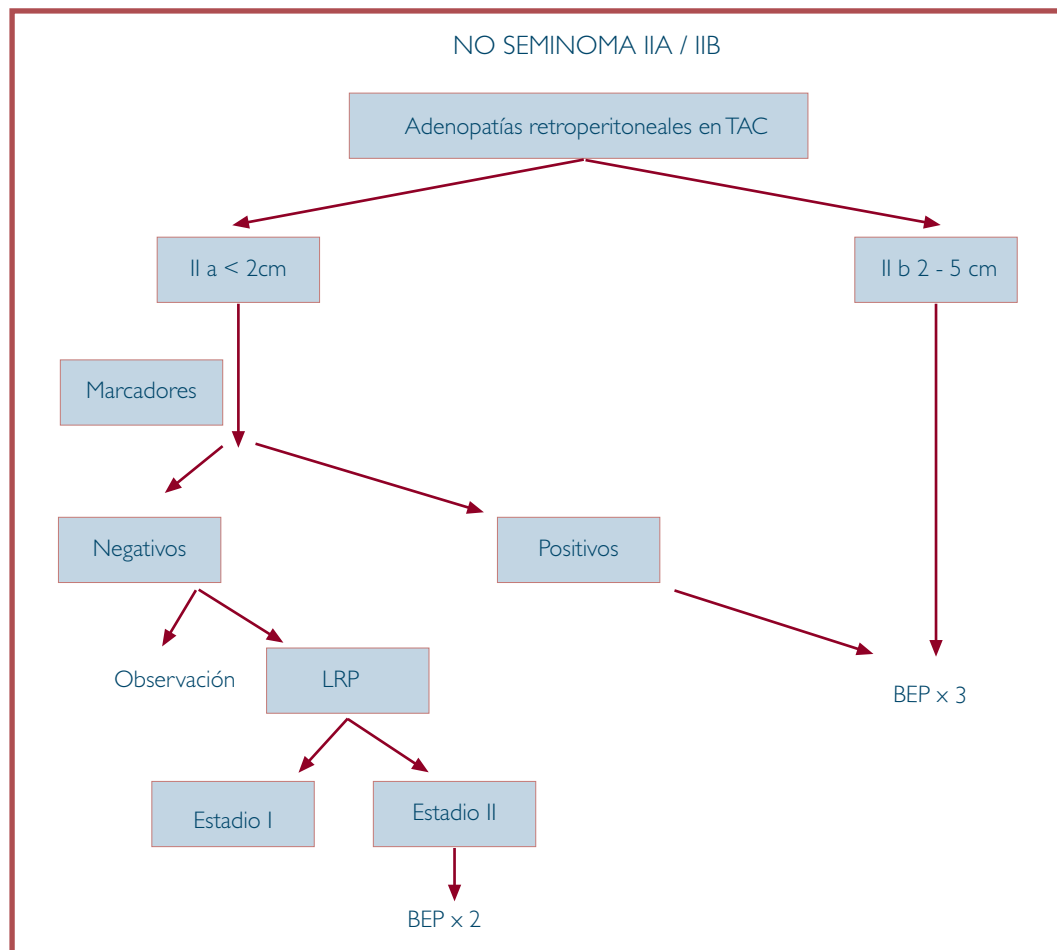 NO SEMINOMA IIA / IIB
Adenopatías retroperitoneales en TAC
II a < 2cm
II b 2 - 5 cm
Marcadores
Negativos
Positivos
Observación
LRP
BEP x 3
Estadio I
Estadio II
BEP x 2